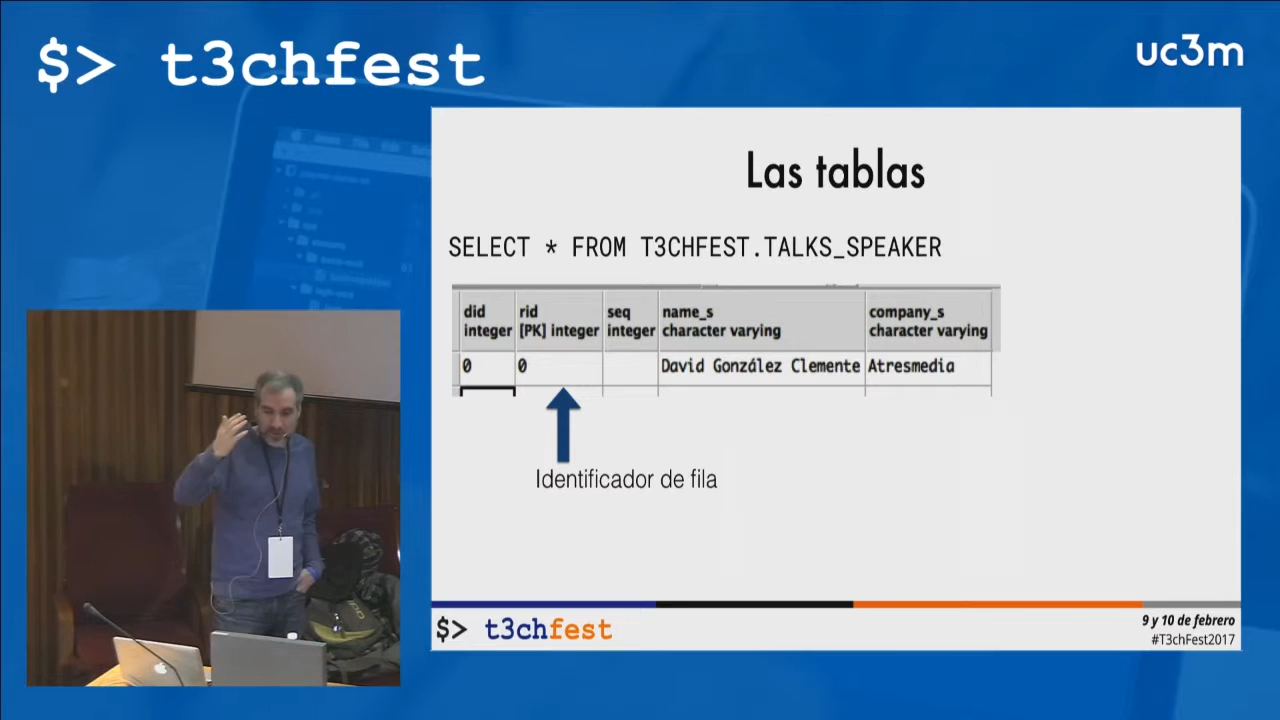 $> t3chfest
uc3m
Las tablas
SELECT * FROM T3CHFEST.TALKS_SPEAKER
did rid seq name_s company_s
integer [PK] integer integer character varying character varying
0 0 David González Clemente Atresmedia
Identificador de fila
$> t3chfest
9 y 10 de febrero
#T3chFest2017